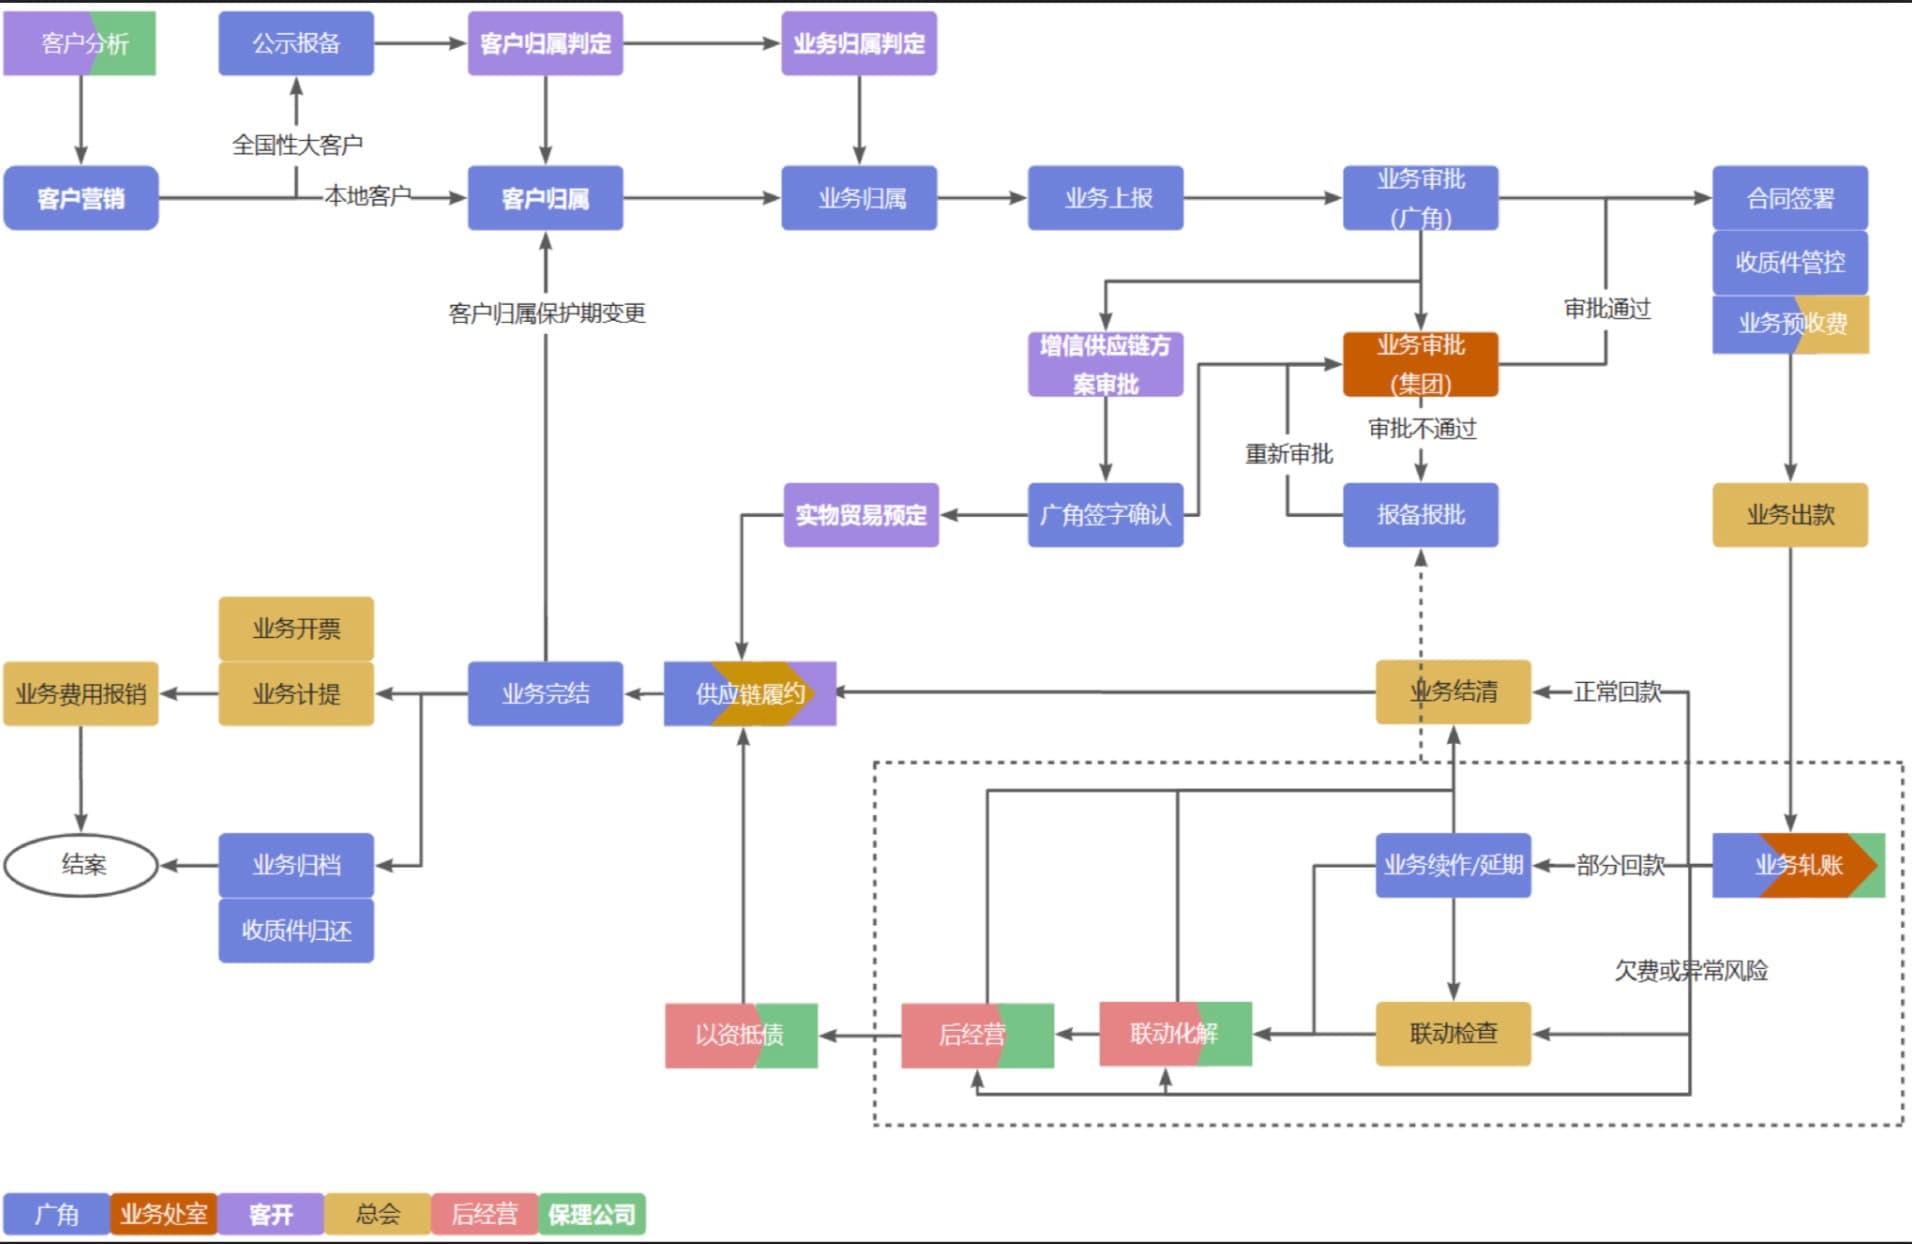 客户分析
公示报备
客户归属判定
业务归属判定
全国性大客户
客户营销
本地客户
客户归属
业务归属
业务上报
业务审批
(广角)
合同签署
收质件管控
业务预收费
客户归属保护期变更
审批通过
增信供应链方
案审批
业务审批
(集团)
审批不通过
重新审批
实物贸易预定
广角签字确认
报备报批
业务出款
业务开票
业务费用报销
业务计提
业务完结
供应链履约
业务结清
正常回款
结案
业务归档
收质件归还
业务续作/延期
部分回款
业务轧账
欠费或异常风险
以资抵债
后经营
联动化解
联动检查
广角
业务处室
客开
总会
后经营
保理公司